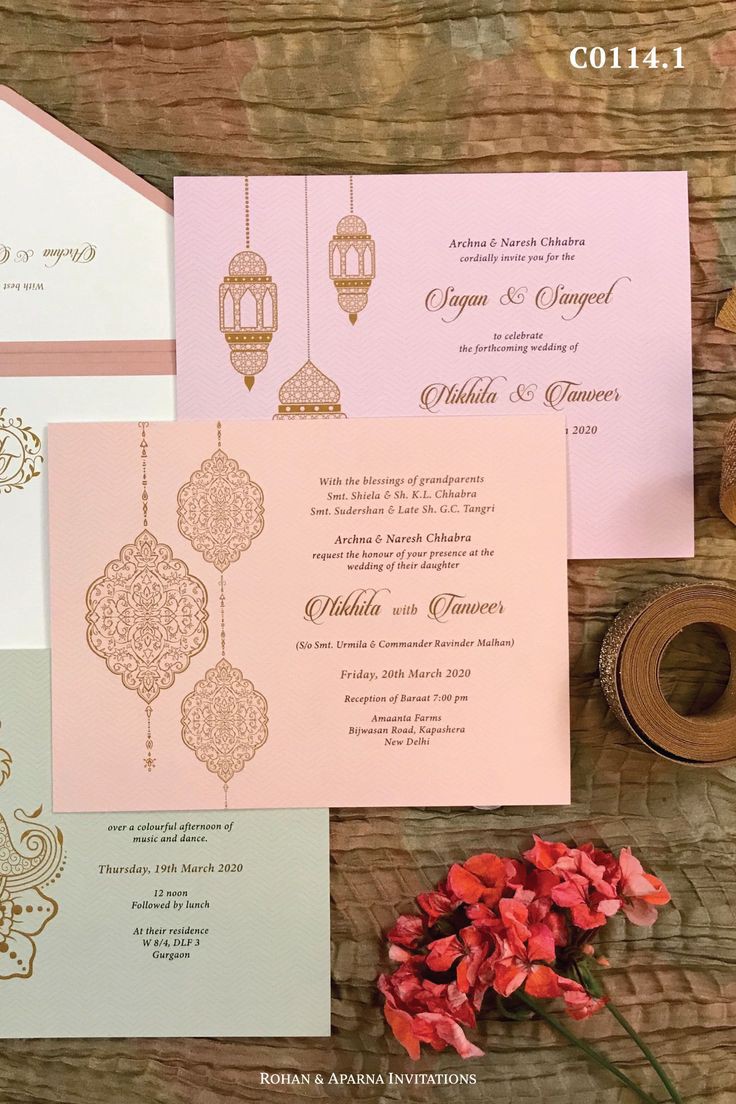 C0114.1
Archna &
With best
Archna & Naresh Chhabra
cordially invite you for the
Sagan & Sangeet
to celebrate
the forthcoming wedding of
Nikhita & Tanveer
2020
With the blessings of grandparents
Smt. Shiela & Sh. K.L. Chhabra
Smt. Sudershan & Late Sh. G.C. Tangri
Archna & Naresh Chhabra
request the honour of your presence at the
wedding of their daughter
Nikhita with Tanveer
(S/o Smt. Urmila & Commander Ravinder Malhan)
Friday, 20th March 2020
Reception of Baraat 7:00 pm
Amaanta Farms
Bijwasan Road, Kapashera
New Delhi
over a colourful afternoon of
music and dance.
Thursday, 19th March 2020
12 noon
Followed by lunch
At their residence
W 8/4, DLF 3
Gurgaon
ROHAN & APARNA INVITATIONS